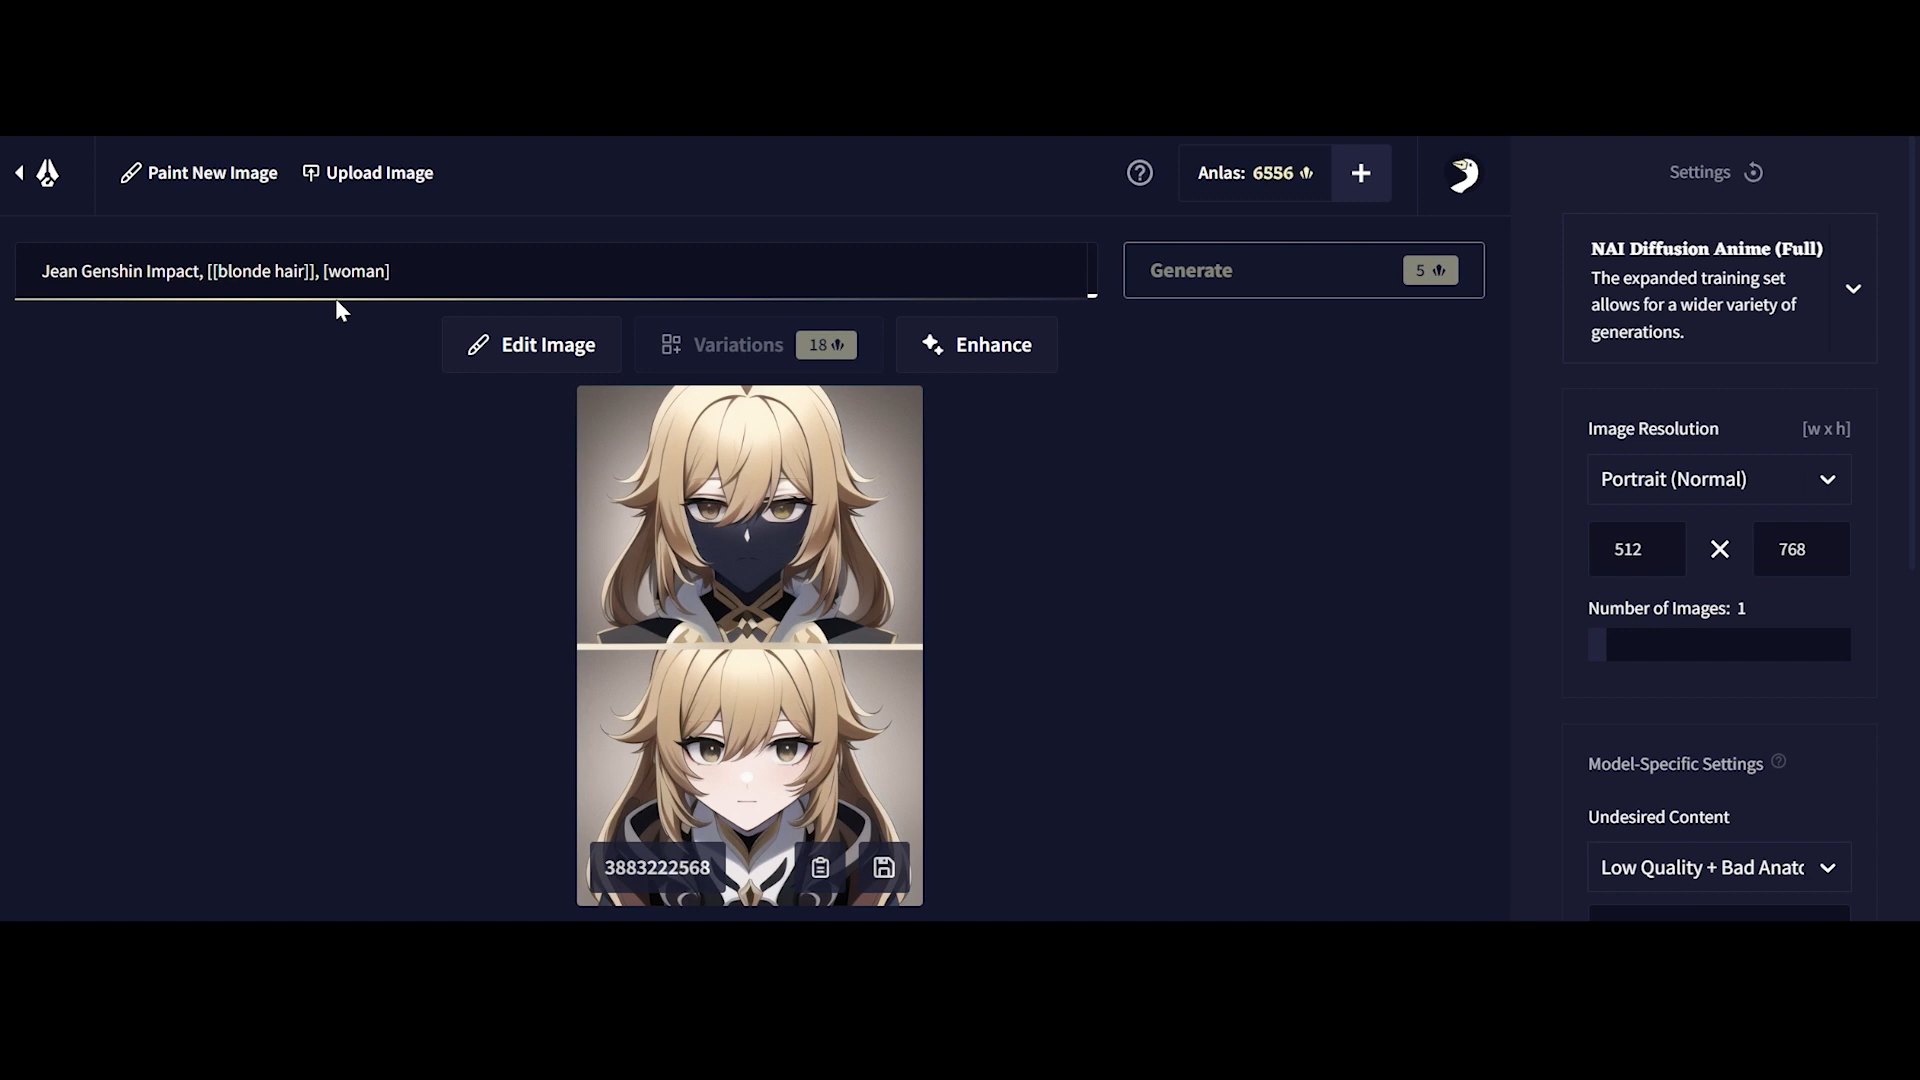 Paint New Image
Upload Image
Anlas: 6556
Settings
Jean Genshin Impact, [[blonde hair]], [woman]
Generate
5
Edit Image
Variations
18
Enhance
3883222568
NAI Diffusion Anime (Full)
The expanded training set
allows for a wider variety of
generations.
Image Resolution
[w x h]
Portrait (Normal)
512
768
Number of Images: 1
Model-Specific Settings
Undesired Content
Low Quality + Bad Anatc